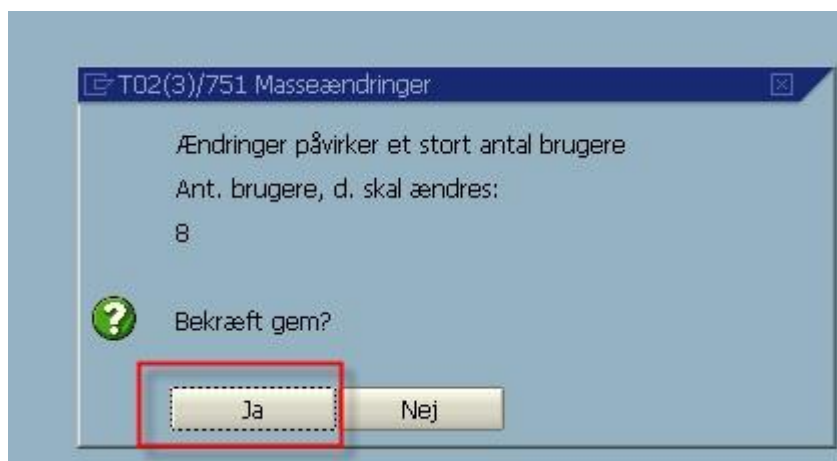 T02(3)/751 Masseændringer
Ændringer påvirker et stort antal brugere
Ant. brugere, d. skal ændres:
8
Bekræft gem?
Ja Nej